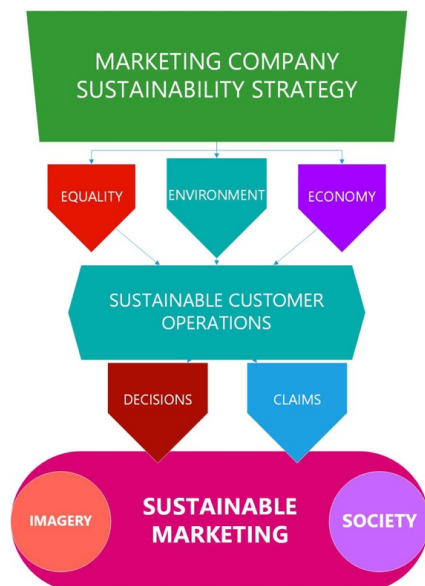 MARKETING COMPANY
SUSTAINABILITY STRATEGY
EQUALITY
ENVIRONMENT
ECONOMY
SUSTAINABLE CUSTOMER
OPERATIONS
DECISIONS
CLAIMS
IMAGERY
SUSTAINABLE
MARKETING
SOCIETY